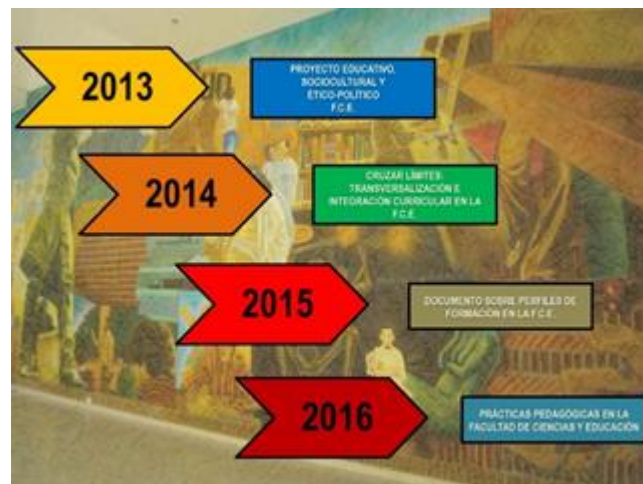 2013
PROYECTO EDUCATIVO,
SOCIOCULTURAL Y
ÉTICO-POLÍTICO
F.C.E.
2014
CRUZAR LÍMITES:
TRANSVERSALIZACIÓN E
INTEGRACIÓN CURRICULAR EN LA
F.C.E.
2015
DOCUMENTO SOBRE PERFILES DE
FORMACIÓN EN LA F.C.E.
2016
PRÁCTICAS PEDAGÓGICAS EN LA
FACULTAD DE CIENCIAS Y EDUCACIÓN